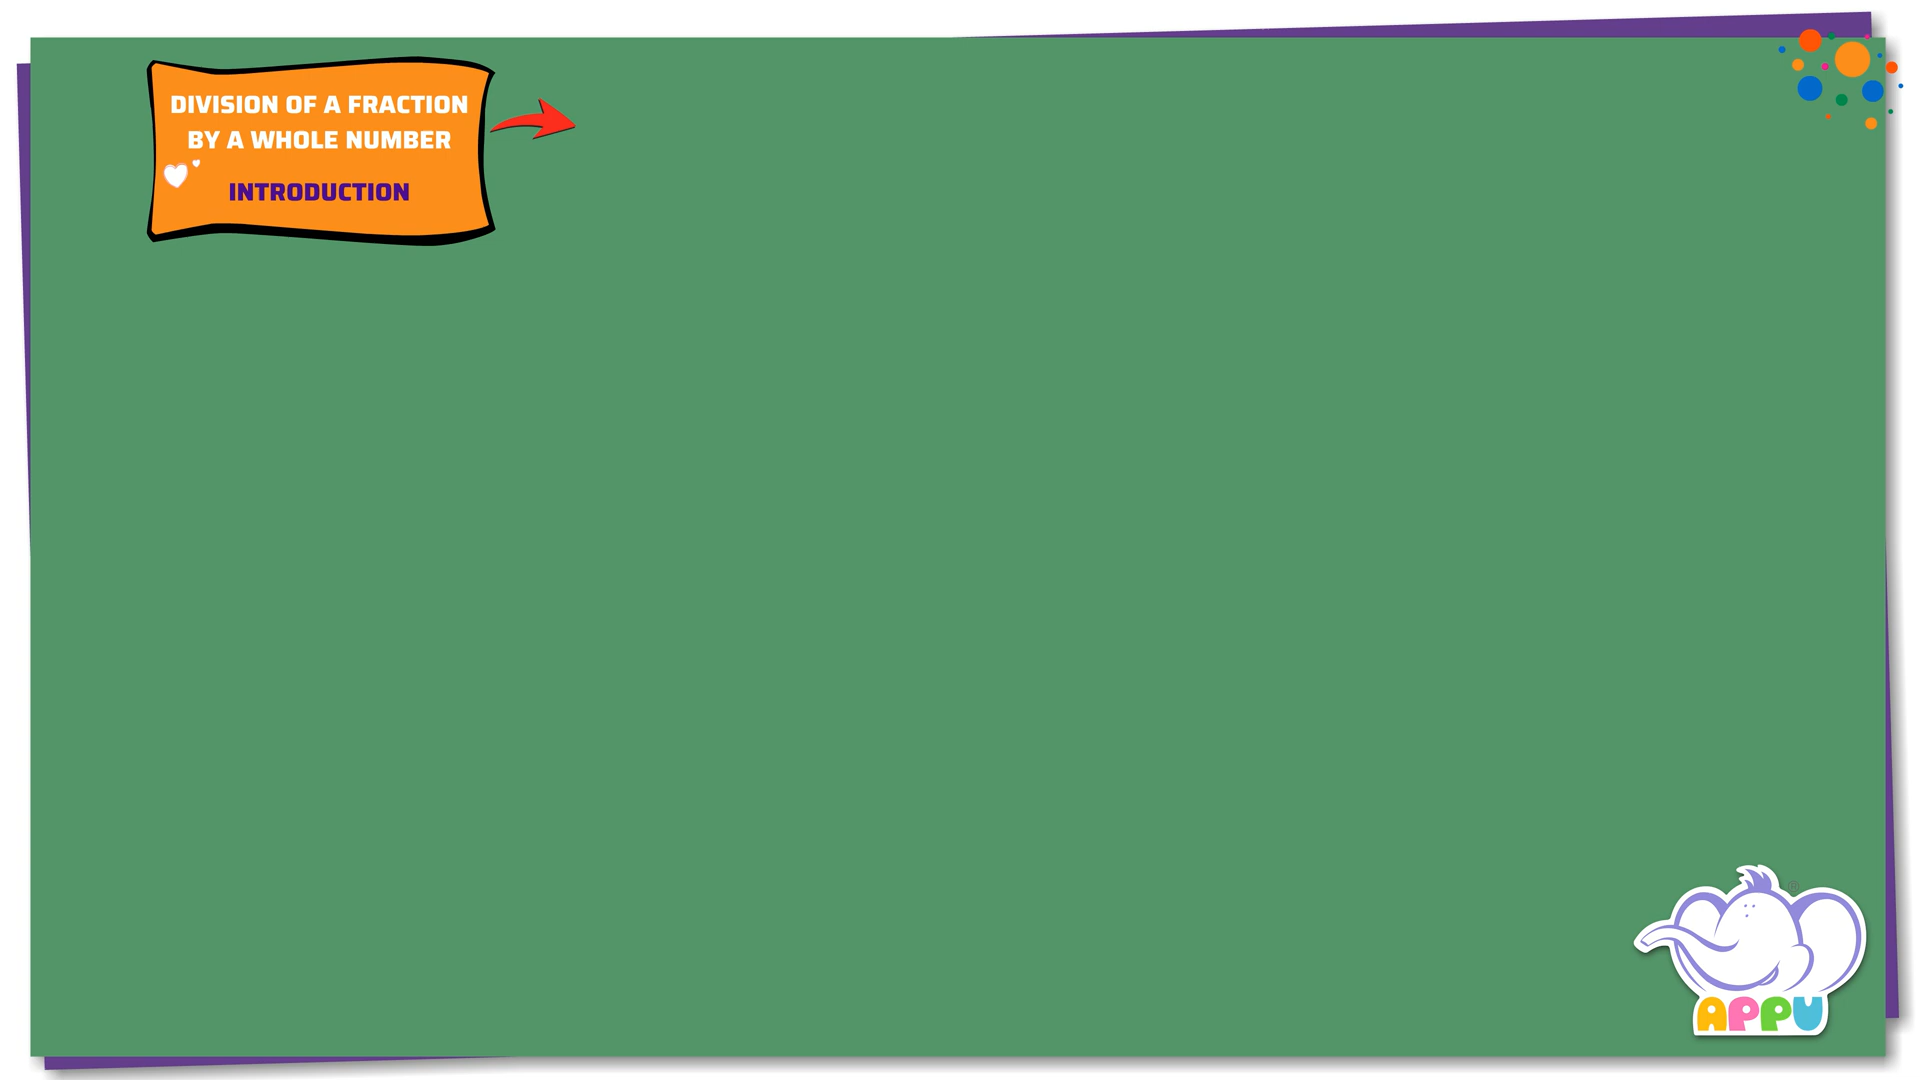 DIVISION OF A FRACTION
BY A WHOLE NUMBER
INTRODUCTION
®
APPU